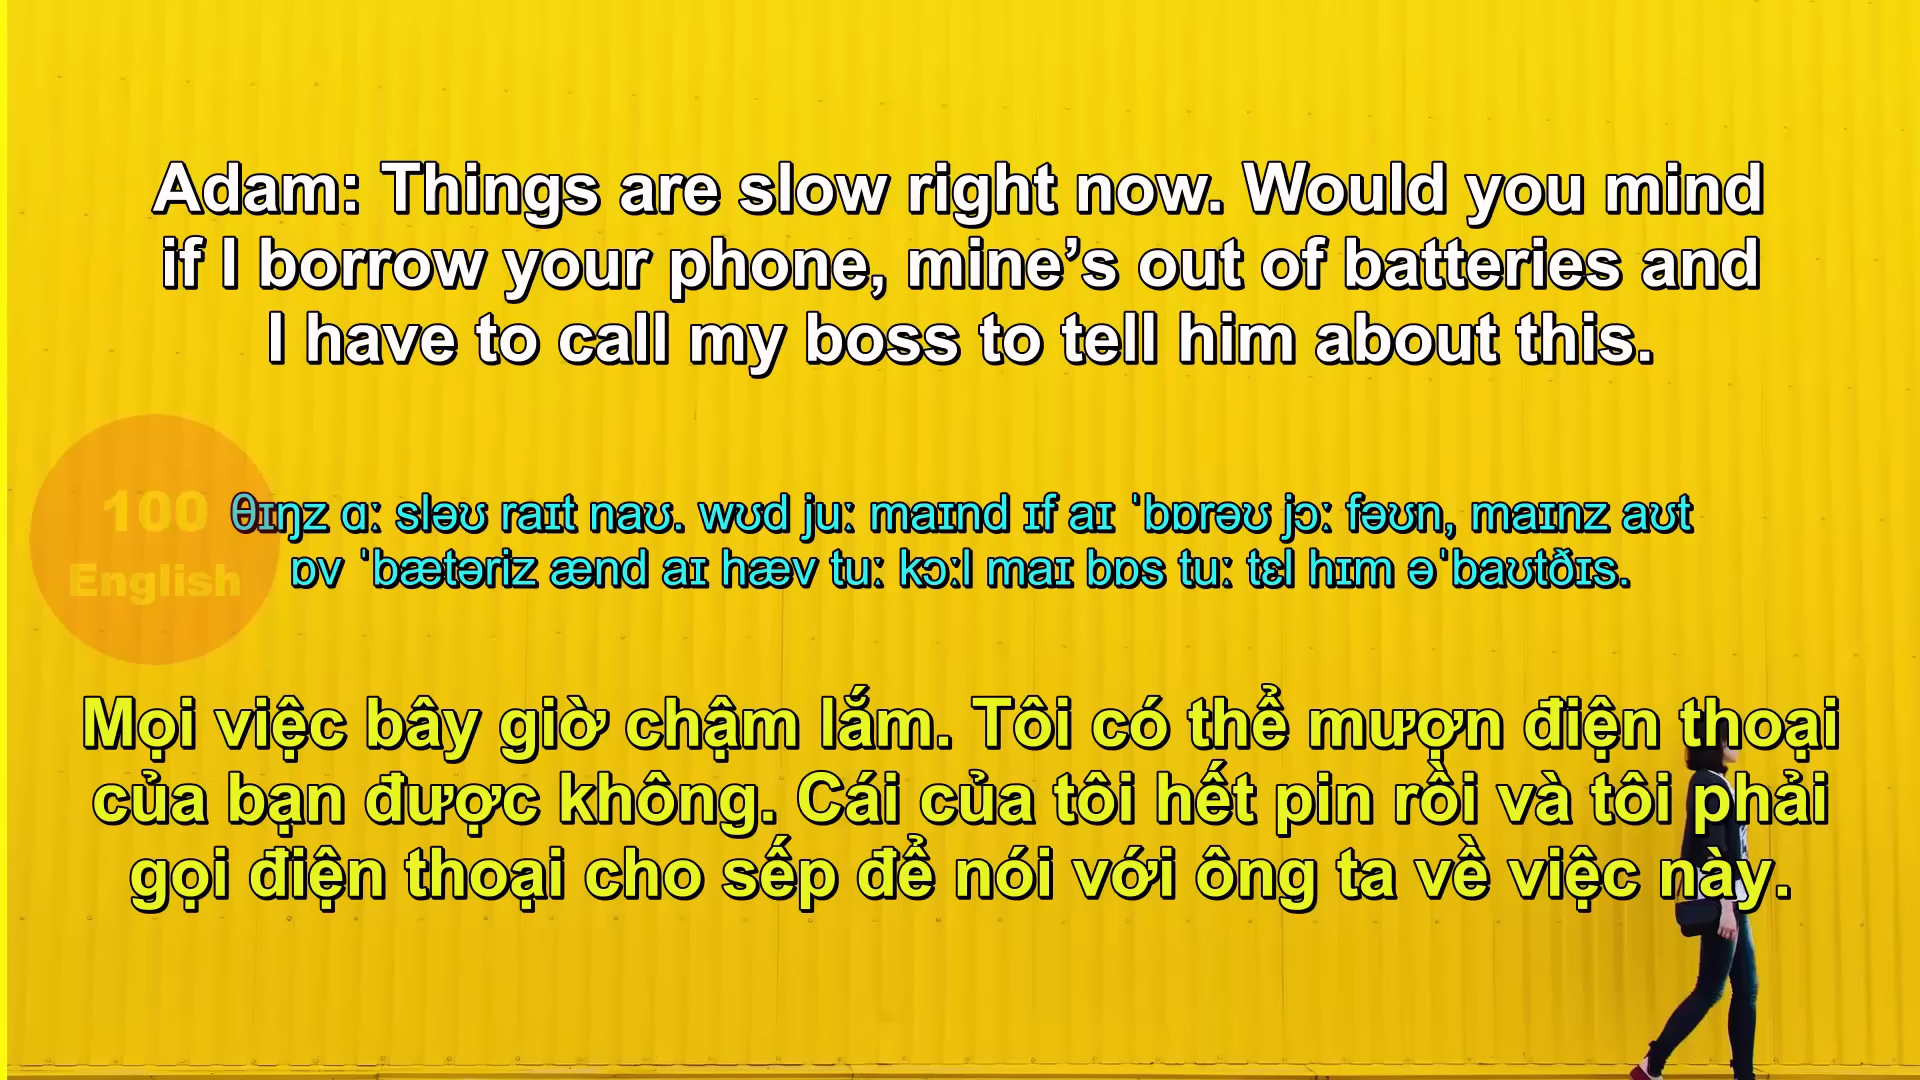 Adam: Things are slow right now. Would you mind
if I borrow your phone, mine’s out of batteries and
I have to call my boss to tell him about this.
100
English
θɪŋz ɑː sləʊ raɪt naʊ. wʊd juː maɪnd ɪf aɪ ˈbɒrəʊ jɔː fəʊn, maɪnz aʊt
ɒv ˈbætəriz ænd aɪ hæv tuː kɔːl maɪ bɒs tuː tɛl hɪm əˈbaʊtðɪs.
Mọi việc bây giờ chậm lắm. Tôi có thể mượn điện thoại
của bạn được không. Cái của tôi hết pin rồi và tôi phải
gọi điện thoại cho sếp để nói với ông ta về việc này.